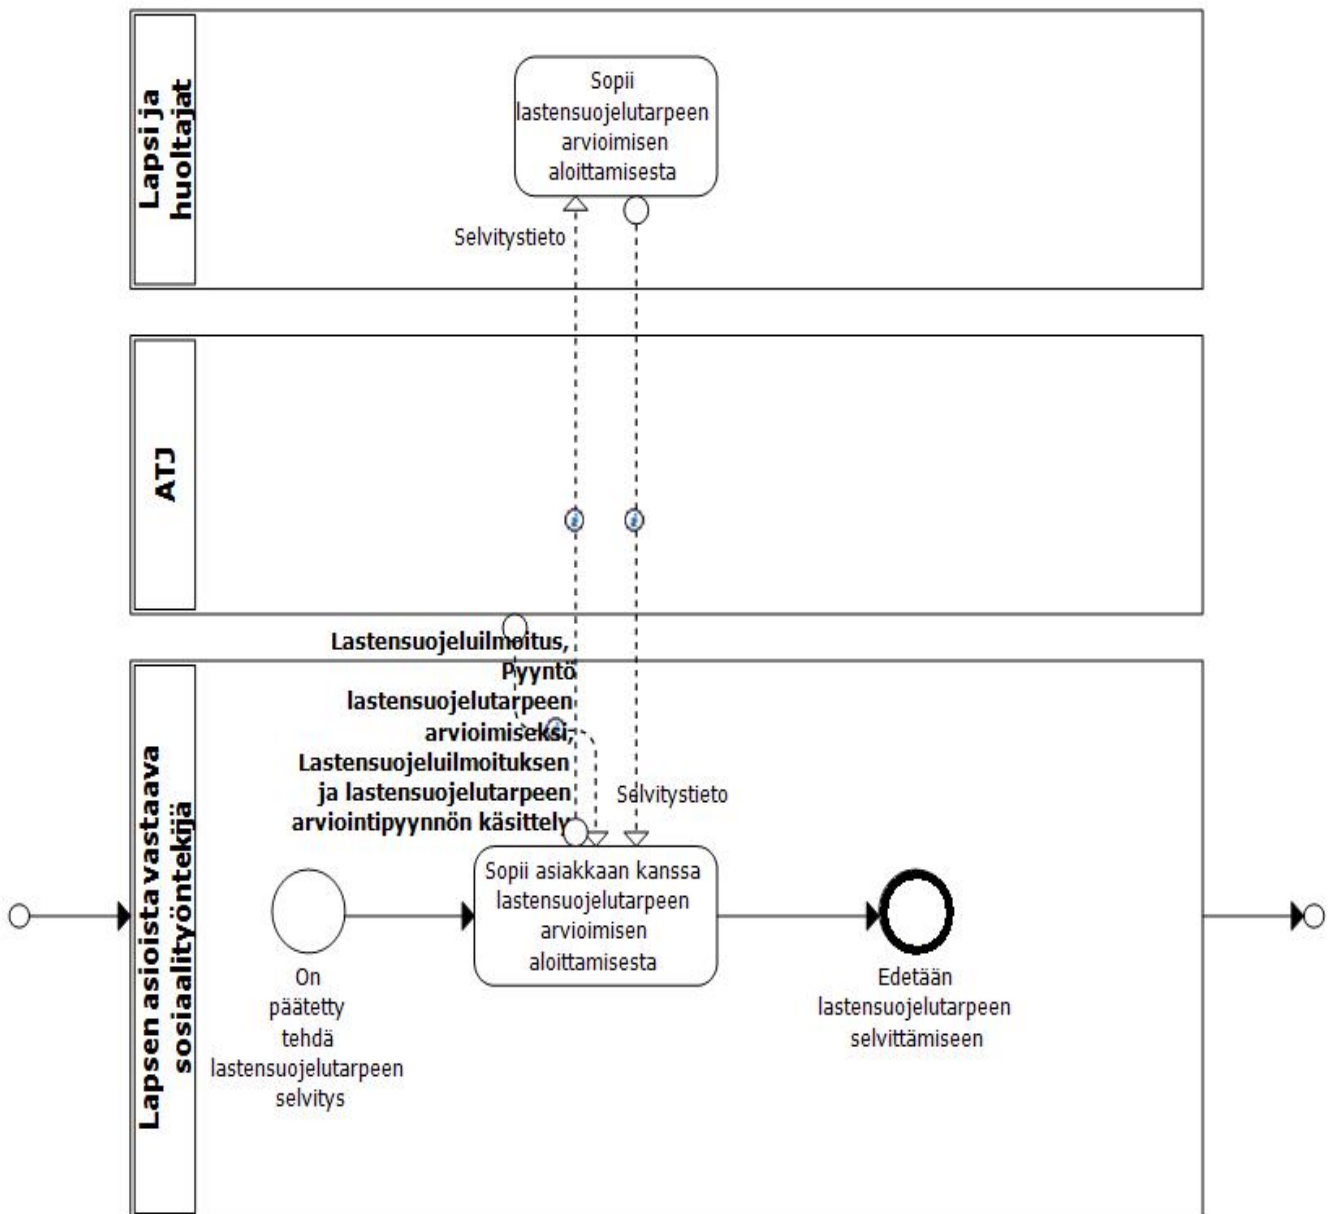 Lapsi ja
huoltajat
Sopii
lastensuojelutarpeen
arvioimisen
aloittamisesta
Selvitystieto
ATJ
Lapsen asioista vastaava
sosiaalityöntekijä
Lastensuojeluilmoitus,
Pyyntö
lastensuojelutarpeen
arvioimiseksi,
Lastensuojeluilmoituksen
ja lastensuojelutarpeen
arviointipyynnön käsittely
Selvitystieto
On
päätetty
tehdä
lastensuojelutarpeen
selvitys
Sopii asiakkaan kanssa
lastensuojelutarpeen
arvioimisen
aloittamisesta
Edetään
lastensuojelutarpeen
selvittämiseen